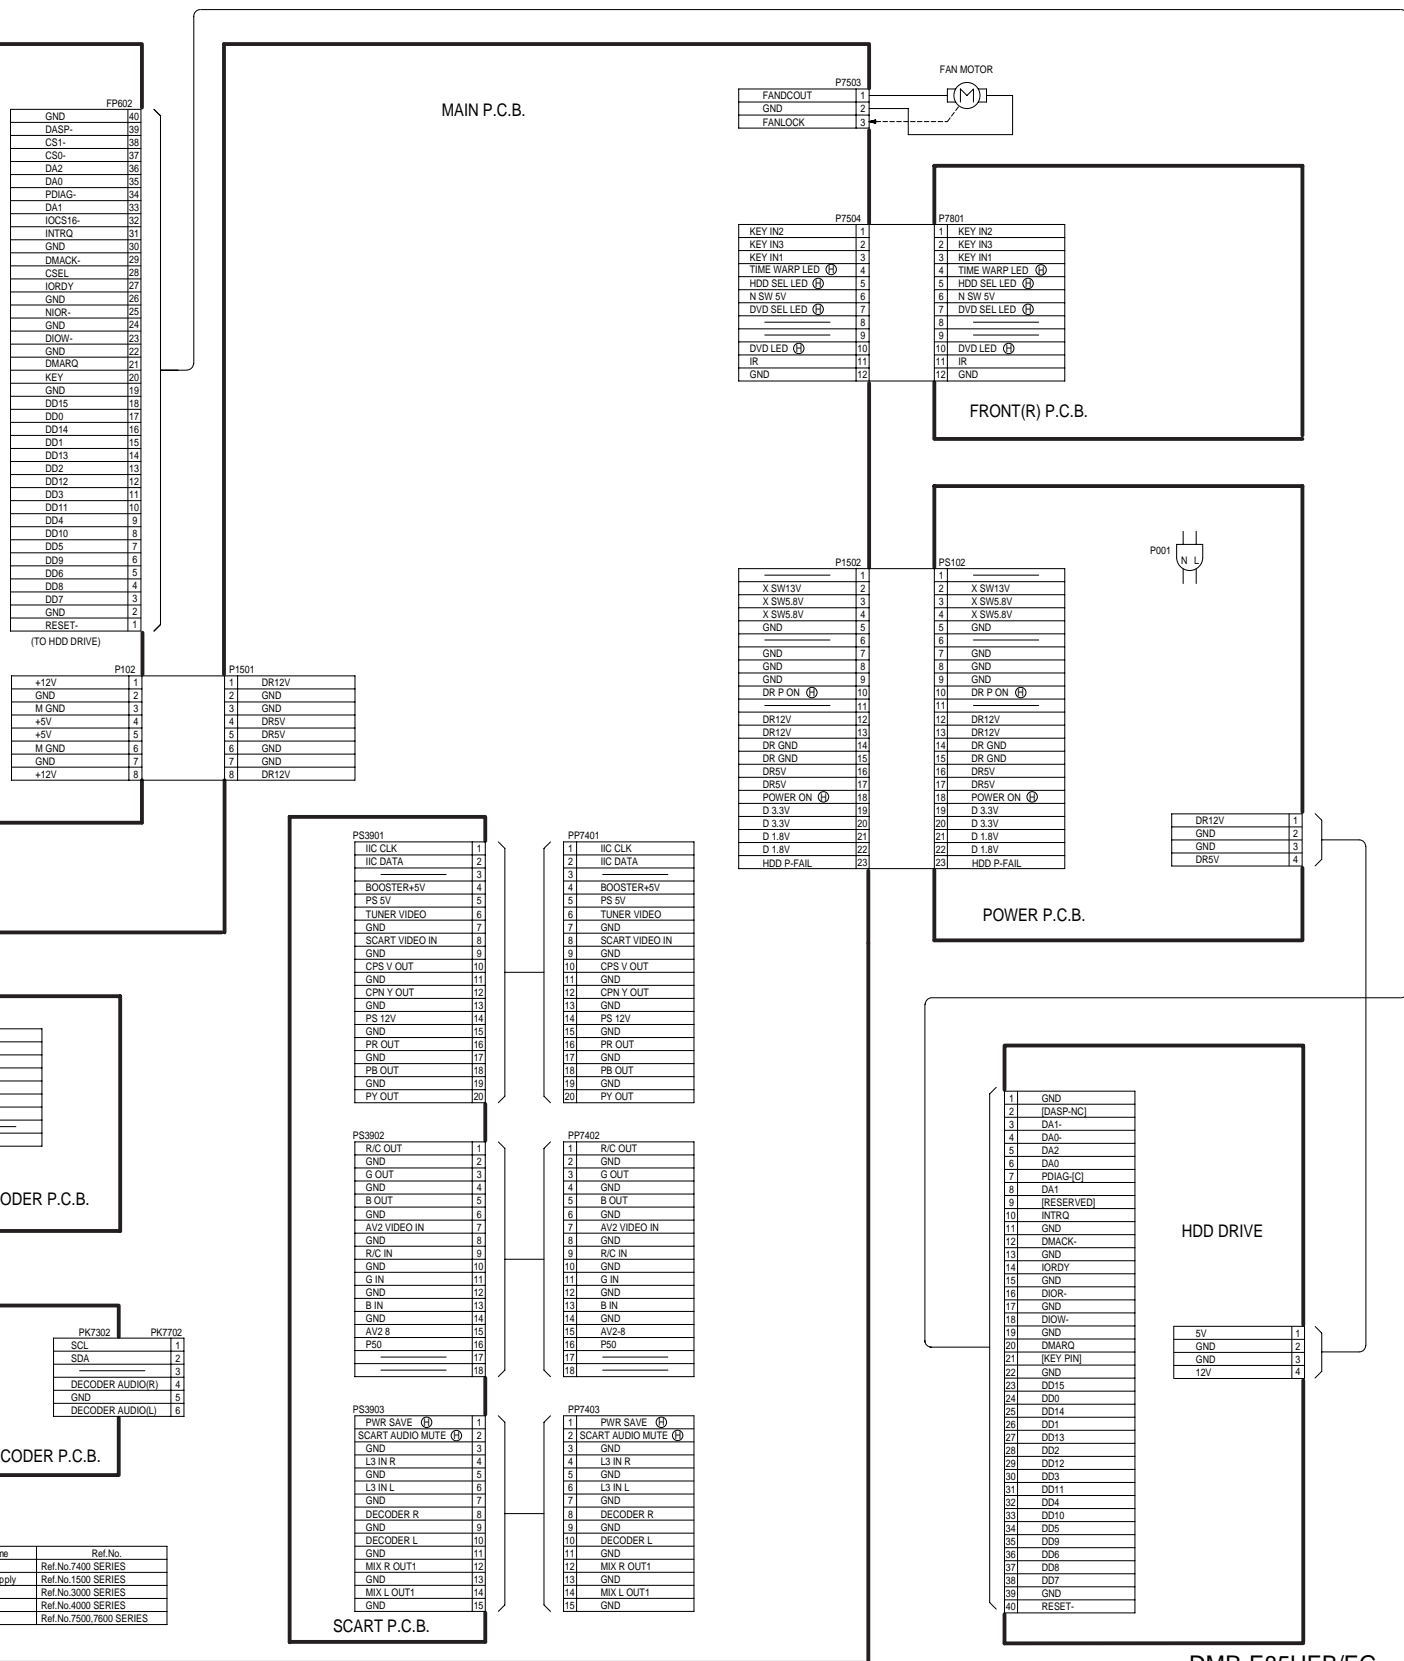 MAIN P.C.B.
FAN MOTOR
M
P7503
FANDCOUT 1
GND 2
FANLOCK 3
FP602
GND 40
DASP- 39
CS1- 38
CS0- 37
DA2 36
DA0 35
PDIAG- 34
DA1 33
IOCS16- 32
INTRQ 31
GND 30
DMACK- 29
CSEL 28
IORDY 27
GND 26
NIOR- 25
GND 24
DIOW- 23
GND 22
DMARQ 21
KEY 20
GND 19
DD15 18
DD0 17
DD14 16
DD1 15
DD13 14
DD2 13
DD12 12
DD3 11
DD11 10
DD4 9
DD10 8
DD5 7
DD9 6
DD6 5
DD8 4
DD7 3
GND 2
RESET- 1
(TO HDD DRIVE)
P7504 P7801
KEY IN2 1 1 KEY IN2
KEY IN3 2 2 KEY IN3
KEY IN1 3 3 KEY IN1
TIME WARP LED Ⓗ 4 4 TIME WARP LED Ⓗ
HDD SEL LED Ⓗ 5 5 HDD SEL LED Ⓗ
N SW 5V 6 6 N SW 5V
DVD SEL LED Ⓗ 7 7 DVD SEL LED Ⓗ
8 8
9 9
DVD LED Ⓗ 10 10 DVD LED Ⓗ
IR 11 11 IR
GND 12 12 GND
FRONT(R) P.C.B.
P102 P1501
+12V 1 1 DR12V
GND 2 2 GND
M GND 3 3 GND
+5V 4 4 DR5V
+5V 5 5 DR5V
M GND 6 6 GND
GND 7 7 GND
+12V 8 8 DR12V
P1502 PS102
1 1
X SW13V 2 2 X SW13V
X SW5.8V 3 3 X SW5.8V
X SW5.8V 4 4 X SW5.8V
GND 5 5 GND
6 6
GND 7 7 GND
GND 8 8 GND
GND 9 9 GND
DR P ON Ⓗ 10 10 DR P ON Ⓗ
11 11
DR12V 12 12 DR12V
DR12V 13 13 DR12V
DR GND 14 14 DR GND
DR GND 15 15 DR GND
DR5V 16 16 DR5V
DR5V 17 17 DR5V
POWER ON Ⓗ 18 18 POWER ON Ⓗ
D 3.3V 19 19 D 3.3V
D 3.3V 20 20 D 3.3V
D 1.8V 21 21 D 1.8V
D 1.8V 22 22 D 1.8V
HDD P-FAIL 23 23 HDD P-FAIL
P001
N L
DR12V 1
GND 2
GND 3
DR5V 4
POWER P.C.B.
PS3901 PP7401
IIC CLK 1 1 IIC CLK
IIC DATA 2 2 IIC DATA
3 3
BOOSTER+5V 4 4 BOOSTER+5V
PS 5V 5 5 PS 5V
TUNER VIDEO 6 6 TUNER VIDEO
GND 7 7 GND
SCART VIDEO IN 8 8 SCART VIDEO IN
GND 9 9 GND
CPS V OUT 10 10 CPS V OUT
GND 11 11 GND
CPN Y OUT 12 12 CPN Y OUT
GND 13 13 GND
PS 12V 14 14 PS 12V
GND 15 15 GND
PR OUT 16 16 PR OUT
GND 17 17 GND
PB OUT 18 18 PB OUT
GND 19 19 GND
PY OUT 20 20 PY OUT
PS3902 PP7402
R/C OUT 1 1 R/C OUT
GND 2 2 GND
G OUT 3 3 G OUT
GND 4 4 GND
B OUT 5 5 B OUT
GND 6 6 GND
AV2 VIDEO IN 7 7 AV2 VIDEO IN
GND 8 8 GND
R/C IN 9 9 R/C IN
GND 10 10 GND
G IN 11 11 G IN
GND 12 12 GND
B IN 13 13 B IN
GND 14 14 GND
AV2 8 15 15 AV2-8
P50 16 16 P50
17 17
18 18
PS3903 PP7403
PWR SAVE Ⓗ 1 1 PWR SAVE Ⓗ
SCART AUDIO MUTE Ⓗ 2 2 SCART AUDIO MUTE Ⓗ
GND 3 3 GND
L3 IN R 4 4 L3 IN R
GND 5 5 GND
L3 IN L 6 6 L3 IN L
GND 7 7 GND
DECODER R 8 8 DECODER R
GND 9 9 GND
DECODER L 10 10 DECODER L
GND 11 11 GND
MIX R OUT1 12 12 MIX R OUT1
GND 13 13 GND
MIX L OUT1 14 14 MIX L OUT1
GND 15 15 GND
SCART P.C.B.
ODER P.C.B.
PK7302 PK7702
SCL 1
SDA 2
3
DECODER AUDIO(R) 4
GND 5
DECODER AUDIO(L) 6
CODER P.C.B.
me Ref.No.
Ref.No.7400 SERIES
pply Ref.No.1500 SERIES
Ref.No.3000 SERIES
Ref.No.4000 SERIES
Ref.No.7500,7600 SERIES
1 GND
2 [DASP-NC]
3 DA1-
4 DA0-
5 DA2
6 DA0
7 PDIAG-[C]
8 DA1
9 [RESERVED]
10 INTRQ
11 GND
12 DMACK-
13 GND
14 IORDY
15 GND
16 DIOR-
17 GND
18 DIOW-
19 GND
20 DMARQ
21 [KEY PIN]
22 GND
23 DD15
24 DD0
25 DD14
26 DD1
27 DD13
28 DD2
29 DD12
30 DD3
31 DD11
32 DD4
33 DD10
34 DD5
35 DD9
36 DD6
37 DD8
38 DD7
39 GND
40 RESET-
HDD DRIVE
5V 1
GND 2
GND 3
12V 4